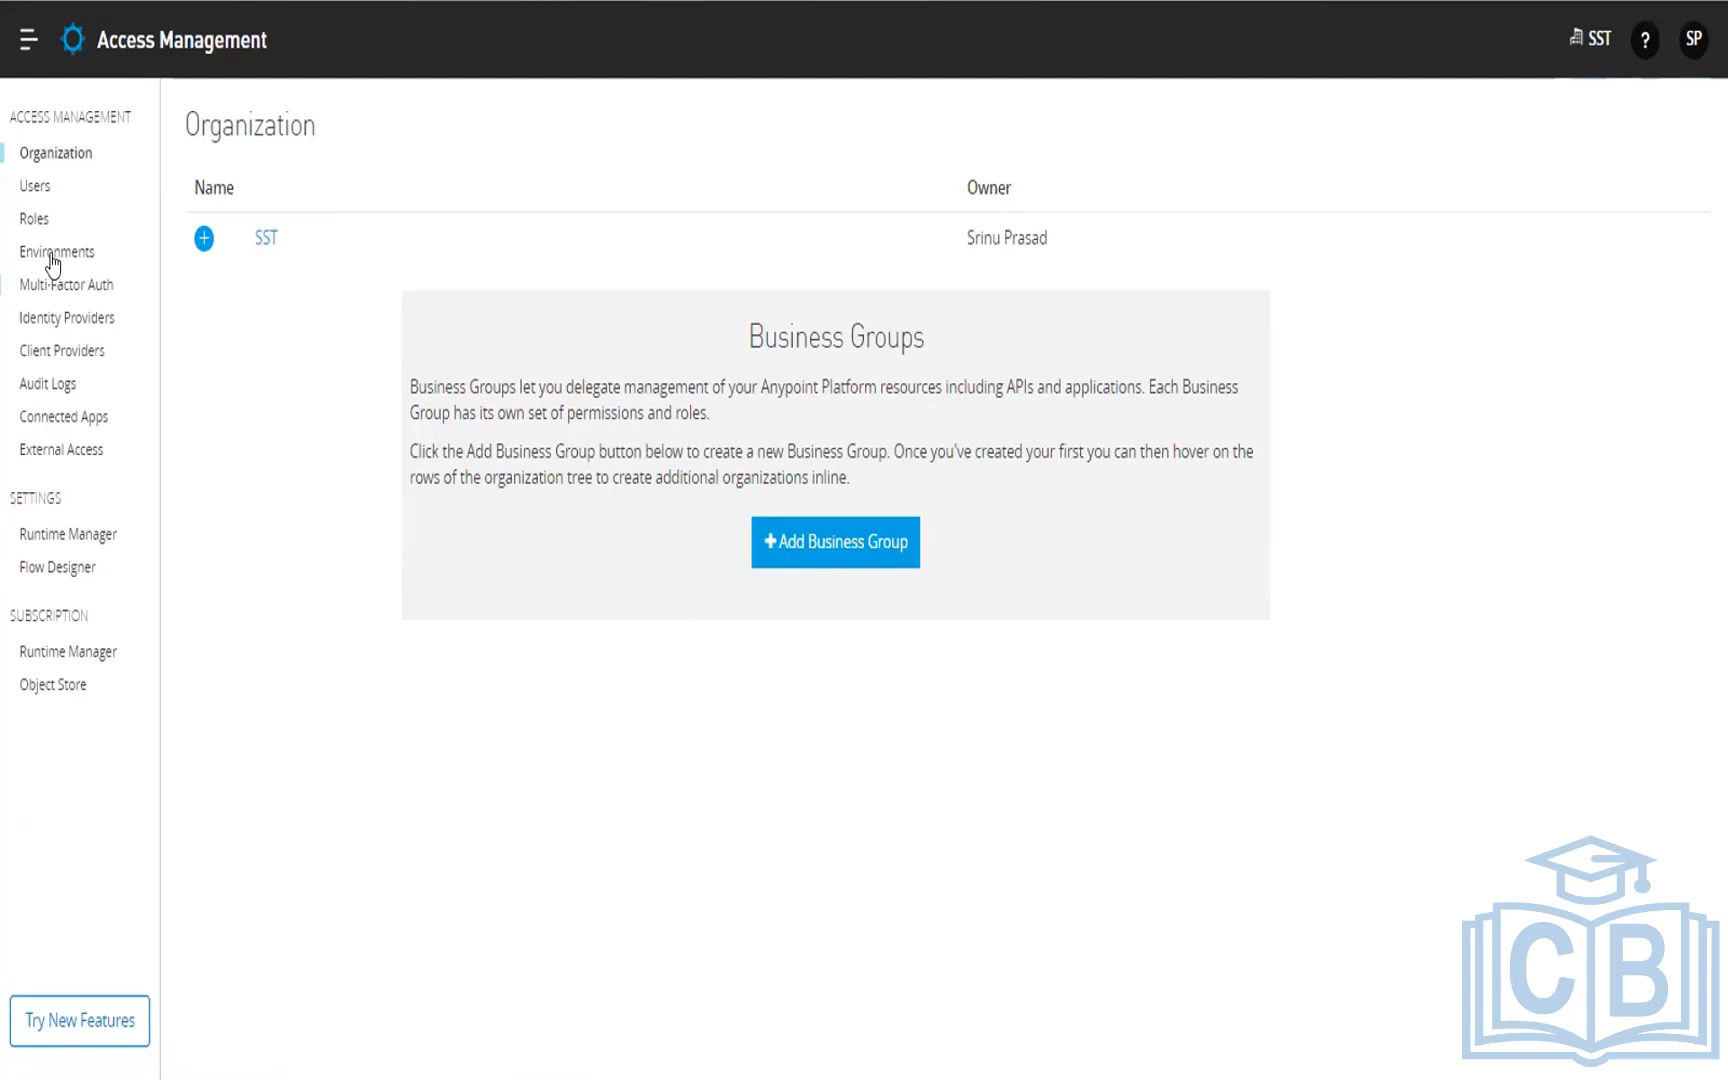 Access Management
SST
?
SP
ACCESS MANAGEMENT
Organization
Users
Roles
Environments
Multi-Factor Auth
Identity Providers
Client Providers
Audit Logs
Connected Apps
External Access
SETTINGS
Runtime Manager
Flow Designer
SUBSCRIPTION
Runtime Manager
Object Store
Try New Features
Organization
Name Owner
SST Srinu Prasad
Business Groups
Business Groups let you delegate management of your Anypoint Platform resources including APIs and applications. Each Business
Group has its own set of permissions and roles.
Click the Add Business Group button below to create a new Business Group. Once you've created your first you can then hover on the
rows of the organization tree to create additional organizations inline.
+ Add Business Group
CB